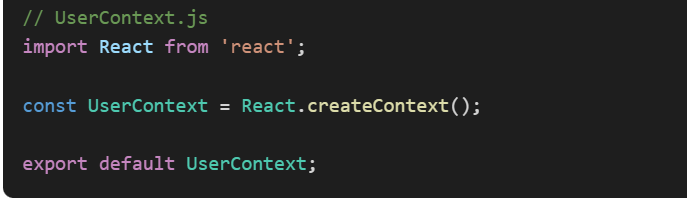 // UserContext.js
import React from 'react';
const UserContext = React.createContext();
export default UserContext;